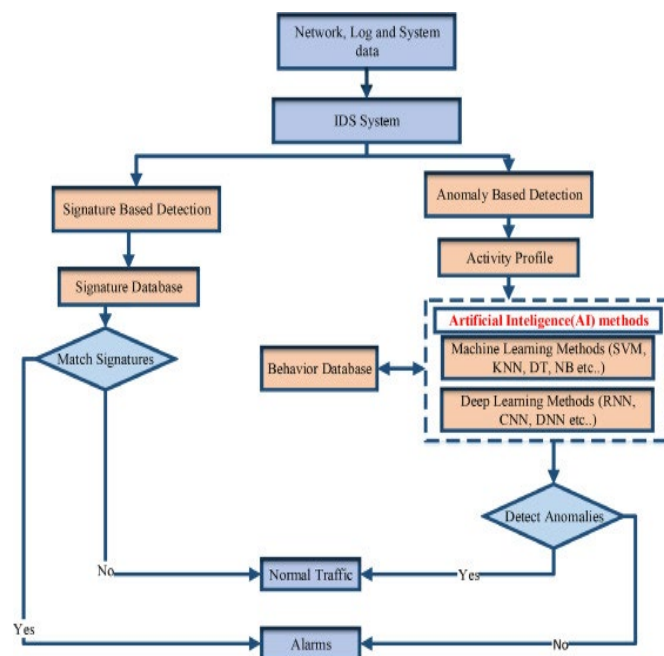 Network, Log and System
data
IDS System
Signature Based Detection
Anomaly Based Detection
Signature Database
Activity Profile
Artificial Inteligence(AI) methods
Match Signatures
Behavior Database
Machine Learning Methods (SVM,
KNN, DT, NB etc..)
Deep Learning Methods (RNN,
CNN, DNN etc..)
Detect Anomalies
No
Normal Traffic
Yes
Yes
Alarms
No